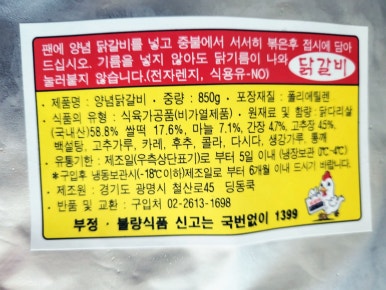 팬에 양념 닭갈비를 넣고 중불에서 서서히 볶은후 접시에 담아
드십시오. 기름을 넣지 않아도 닭기름이 나와
눌러붙지 않습니다.(전자렌지, 식용유-NO)
닭갈비
· 제품명 : 양념닭갈비 · 중량 : 850g · 포장재질 : 폴리에틸렌
· 식품의 유형 : 식육가공품(비가열제품) · 원재료 및 함량 : 닭다리살
(국내산)58.8% 쌀떡 17.6%, 마늘 7.1%, 간장 47%, 고추장 45%,
백설탕, 고추가루, 카레, 후추, 콜라, 다시다, 생강가루, 통깨
· 유통기한 : 제조일(우측상단표기)로 부터 5일 이내 (냉장보관 0℃-4℃)
*구입후 냉동보관시(-18℃이하)제조일로 부터 6개월 이내 드시기 바랍니다.
· 제조원 : 경기도 광명시 철산로45 딩동쿡
· 반품 및 교환 : 구입처 02-2613-1698
부정 · 불량식품 신고는 국번없이 1399